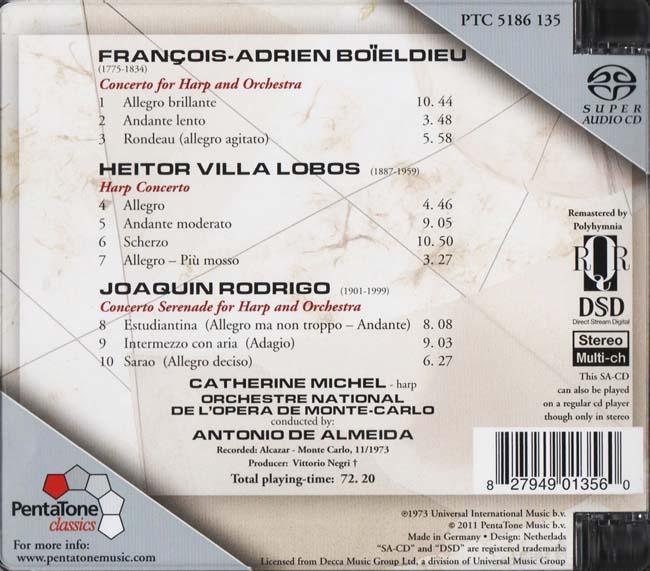 PTC 5186 135
FRANÇOIS-ADRIEN BOÏELDIEU
(1775-1834)
Concerto for Harp and Orchestra
1 Allegro brillante 10. 44
2 Andante lento 3. 48
3 Rondeau (allegro agitato) 5. 58
HEITOR VILLA LOBOS (1887-1959)
Harp Concerto
4 Allegro 4. 46
5 Andante moderato 9. 05
6 Scherzo 10. 50
7 Allegro – Più mosso 3. 27
JOAQUIN RODRIGO (1901-1999)
Concerto Serenade for Harp and Orchestra
8 Estudiantina (Allegro ma non troppo – Andante) 8. 08
9 Intermezzo con aria (Adagio) 9. 03
10 Sarao (Allegro deciso) 6. 27
CATHERINE MICHEL - harp
ORCHESTRE NATIONAL
DE L'OPERA DE MONTE-CARLO
conducted by:
ANTONIO DE ALMEIDA
Recorded: Alcazar - Monte Carlo, 11/1973
Producer: Vittorio Negri †
Total playing-time: 72. 20
SUPER
AUDIO CD
Remastered by
Polyhymnia
RQR
DSD
Direct Stream Digital
Stereo
Multi-ch
This SA-CD
can also be played
on a regular cd player
though only in stereo
8 27949 01356 0
PentaTone
classics
For more info:
www.pentatonemusic.com
℗1973 Universal International Music b.v.
© 2011 PentaTone Music b.v.
Made in Germany • Design: Netherlads
"SA-CD" and "DSD" are registered trademarks
Licensed from Decca Music Group Ltd, a division of Universal Music Group